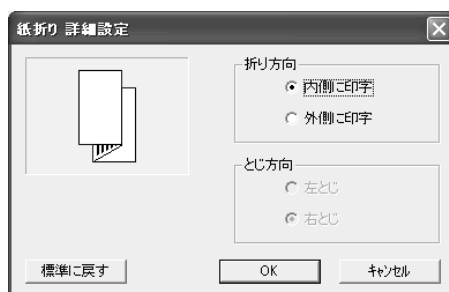 紙折り 詳細設定
折り方向
内側に印字
外側に印字
とじ方向
左とじ
右とじ
標準に戻す
OK
キャンセル